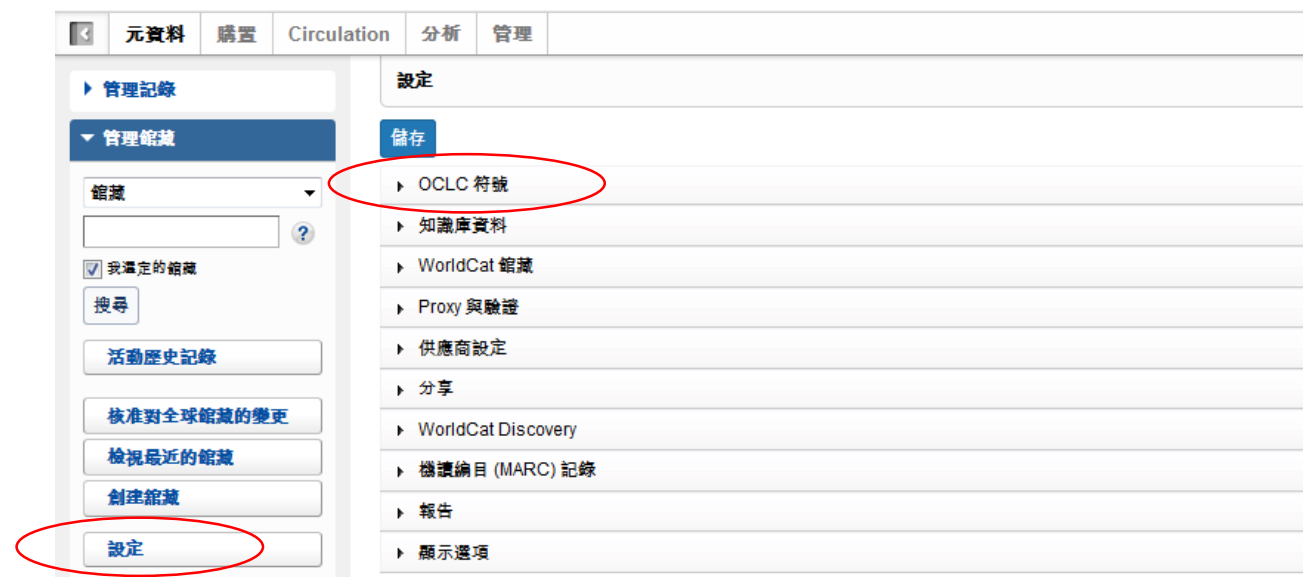 元資料 購置 Circulation 分析 管理
管理記錄
管理館藏
館藏
?
我選定的館藏
搜尋
活動歷史記錄
核准對全球館藏的變更
檢視最近的館藏
創建館藏
設定
設定
儲存
OCLC 符號
知識庫資料
WorldCat 館藏
Proxy 與驗證
供應商設定
分享
WorldCat Discovery
機讀編目 (MARC) 記錄
報告
顯示選項